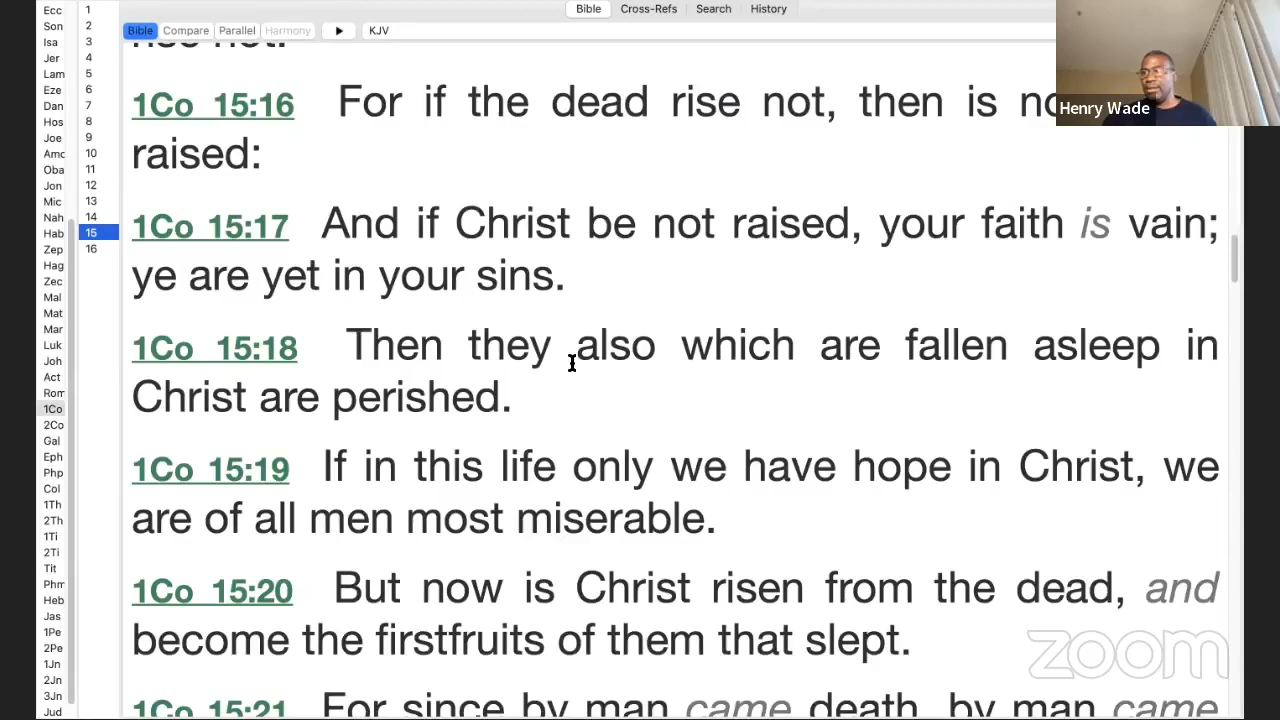 Bible Cross-Refs Search History
Bible Compare Parallel Harmony KJV
Ecc
Son
Isa
Jer
Lam
Eze
Dan
Hos
Joe
Amo
Oba
Jon
Mic
Nah
Hab
Zep
Hag
Zec
Mal
Mat
Mar
Luk
Joh
Act
Rom
1Co
2Co
Gal
Eph
Php
Col
1Th
2Th
1Ti
2Ti
Tit
Phm
Heb
Jas
1Pe
2Pe
1Jn
2Jn
3Jn
Jud
1
2
3
4
5
6
7
8
9
10
11
12
13
14
15
16
rise not.
1Co 15:16 For if the dead rise not, then is
raised:
1Co 15:17 And if Christ be not raised, your faith is vain;
ye are yet in your sins.
1Co 15:18 Then they also which are fallen asleep in
Christ are perished.
1Co 15:19 If in this life only we have hope in Christ, we
are of all men most miserable.
1Co 15:20 But now is Christ risen from the dead, and
become the firstfruits of them that slept.
1Co 15:21 For since by man came death, by man came
Henry Wade
zoom